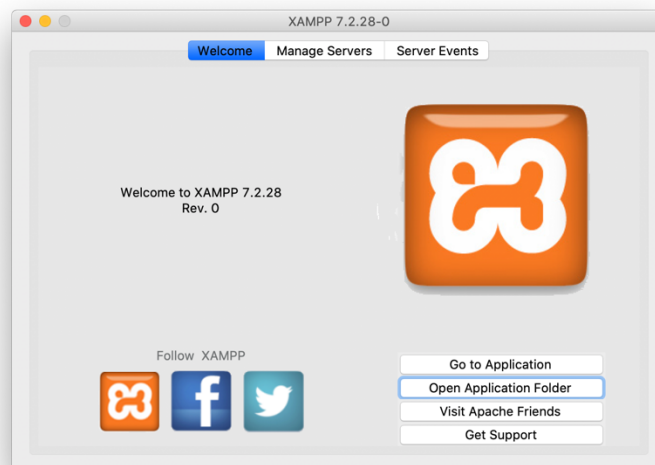 XAMPP 7.2.28-0
Welcome Manage Servers Server Events
Welcome to XAMPP 7.2.28
Rev. 0
Follow XAMPP
Go to Application
Open Application Folder
Visit Apache Friends
Get Support